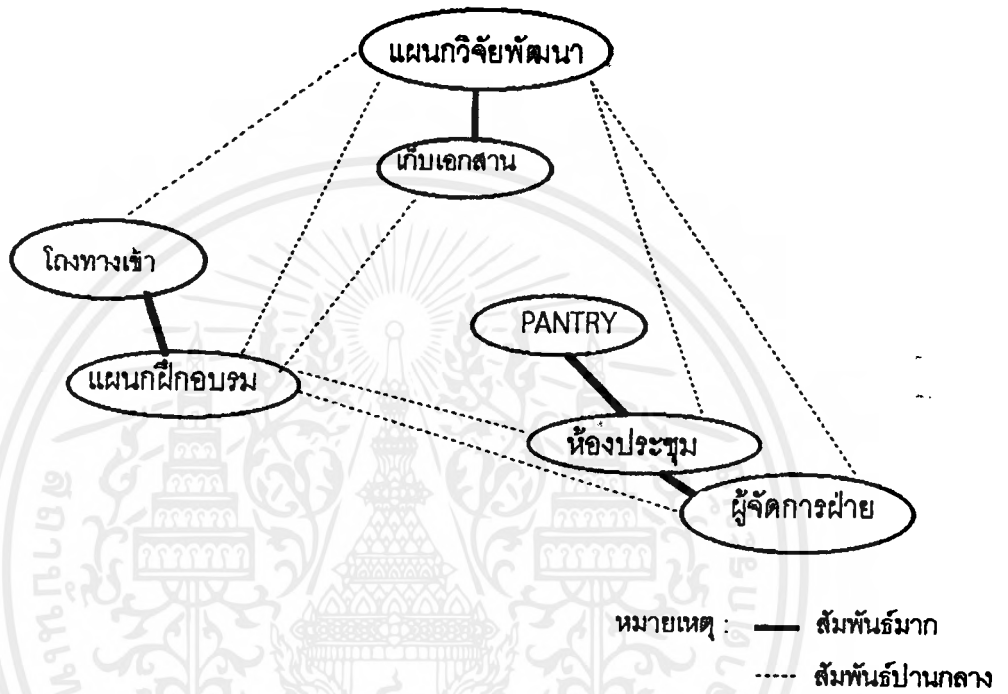 แผนกวิจัยพัฒนา
เก็บเอกสาน
โถงทางเข้า
PANTRY
แผนกฝึกอบรม
ห้องประชุม
ผู้จัดการฝ่าย
หมายเหตุ : สัมพันธ์มาก
สัมพันธ์ปานกลาง